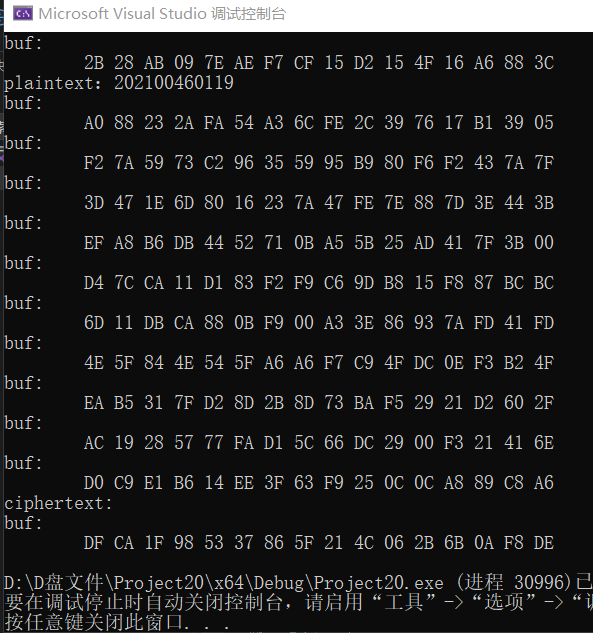 Microsoft Visual Studio 调试控制台
buf:
2B 28 AB 09 7E AE F7 CF 15 D2 15 4F 16 A6 88 3C
plaintext: 202100460119
buf:
A0 88 23 2A FA 54 A3 6C FE 2C 39 76 17 B1 39 05
buf:
F2 7A 59 73 C2 96 35 59 95 B9 80 F6 F2 43 7A 7F
buf:
3D 47 1E 6D 80 16 23 7A 47 FE 7E 88 7D 3E 44 3B
buf:
EF A8 B6 DB 44 52 71 0B A5 5B 25 AD 41 7F 3B 00
buf:
D4 7C CA 11 D1 83 F2 F9 C6 9D B8 15 F8 87 BC BC
buf:
6D 11 DB CA 88 0B F9 00 A3 3E 86 93 7A FD 41 FD
buf:
4E 5F 84 4E 54 5F A6 A6 F7 C9 4F DC 0E F3 B2 4F
buf:
EA B5 31 7F D2 8D 2B 8D 73 BA F5 29 21 D2 60 2F
buf:
AC 19 28 57 77 FA D1 5C 66 DC 29 00 F3 21 41 6E
buf:
D0 C9 E1 B6 14 EE 3F 63 F9 25 0C 0C A8 89 C8 A6
ciphertext:
buf:
DF CA 1F 98 53 37 86 5F 21 4C 06 2B 6B 0A F8 DE
D:\D盘文件\Project20\x64\Debug\Project20.exe (进程 30996)已
要在调试停止时自动关闭控制台，请启用“工具”->“选项”->“调
按任意键关闭此窗口. . .